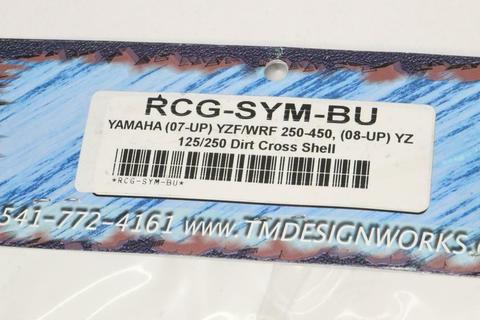 RCG-SYM-BU
YAMAHA (07-UP) YZF/WRF 250-450, (08-UP) YZ
125/250 Dirt Cross Shell
*RCG-SYM-BU*
541-772-4161 www.TMDESIGNWORKS.c